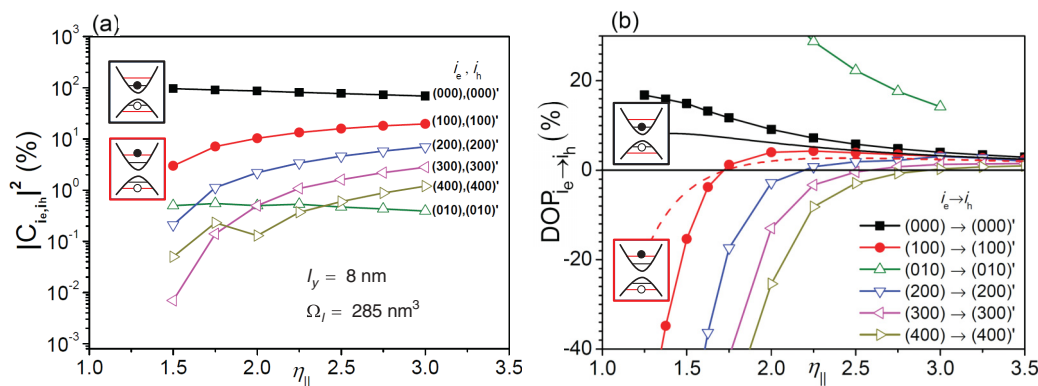 (a)
|C_{ie,ih}|² (%)
10³
10²
10¹
10⁰
10⁻¹
10⁻²
10⁻³
i_e , i_h
(000),(000)'
(100),(100)'
(200),(200)'
(300),(300)'
(400),(400)'
(010),(010)'
l_y = 8 nm
Ω_I = 285 nm³
1.0 1.5 2.0 2.5 3.0 3.5
η_||
(b)
DOP_{i_e→i_h} (%)
20
0
-20
-40
i_e → i_h
(000) → (000)'
(100) → (100)'
(010) → (010)'
(200) → (200)'
(300) → (300)'
(400) → (400)'
1.0 1.5 2.0 2.5 3.0 3.5
η_||